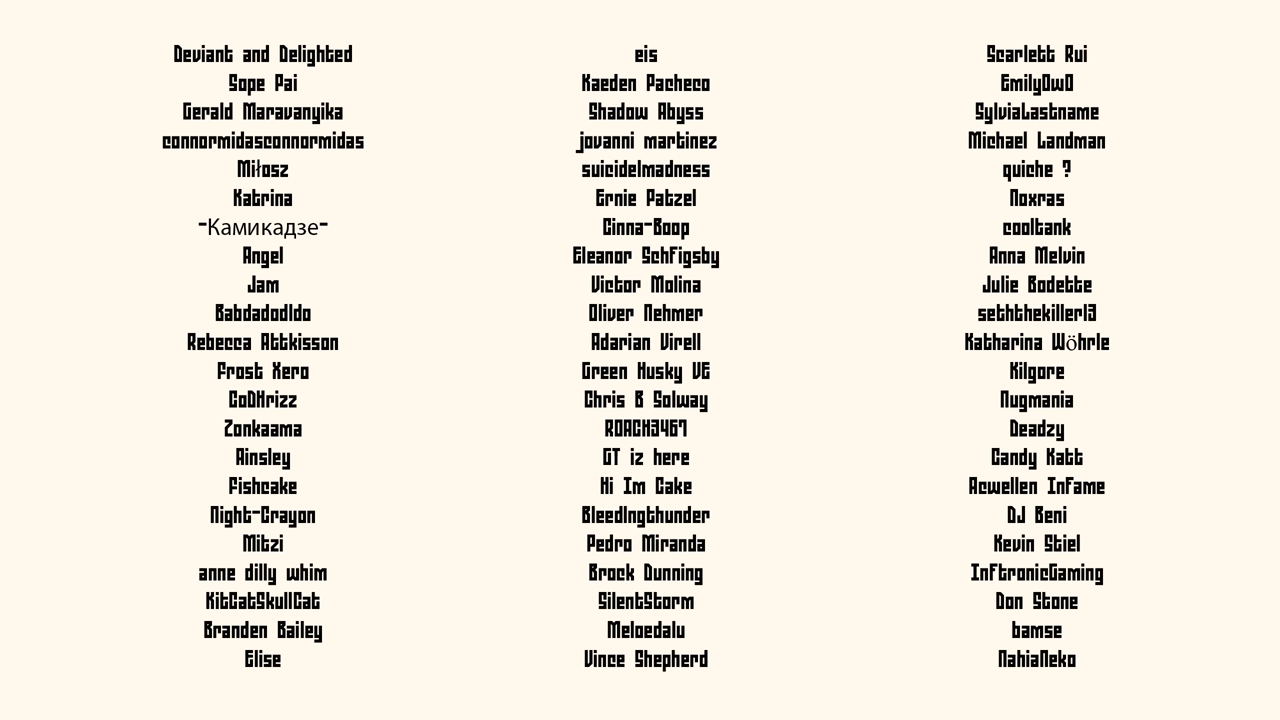 Deviant and Delighted
Sope Pai
Gerald Maravanyika
connormidasconnormidas
Miłosz
Katrina
-Камикадзе-
Angel
Jam
Babdadodldo
Rebecca Attkisson
Frost Xero
CoDHrizz
Zonkaama
Ainsley
Fishcake
Night-Crayon
Mitzi
anne dilly whim
KitCatSkullCat
Branden Bailey
Elise
eis
Kaeden Pacheco
Shadow Abyss
jovanni martinez
suicidelmadness
Ernie Patzel
Cinna-Boop
Eleanor Schfigsby
Victor Molina
Oliver Nehmer
Adarian Virell
Green Husky VG
Chris B Solway
ROACH3467
GT iz here
Hi Im Cake
BleedIngthunder
Pedro Miranda
Brock Dunning
SilentStorm
Meloedalu
Vince Shepherd
Scarlett Rui
EmilyOwO
SylviaLastname
Michael Landman
quiche ?
Noxras
cooltank
Anna Melvin
Julie Bodette
seththekiller13
Katharina Wöhrle
Kilgore
Nugmania
Deadzy
Candy Katt
Acwellen Infame
DJ Beni
Kevin Stiel
InftronicGaming
Don Stone
bamse
NahiaNeko